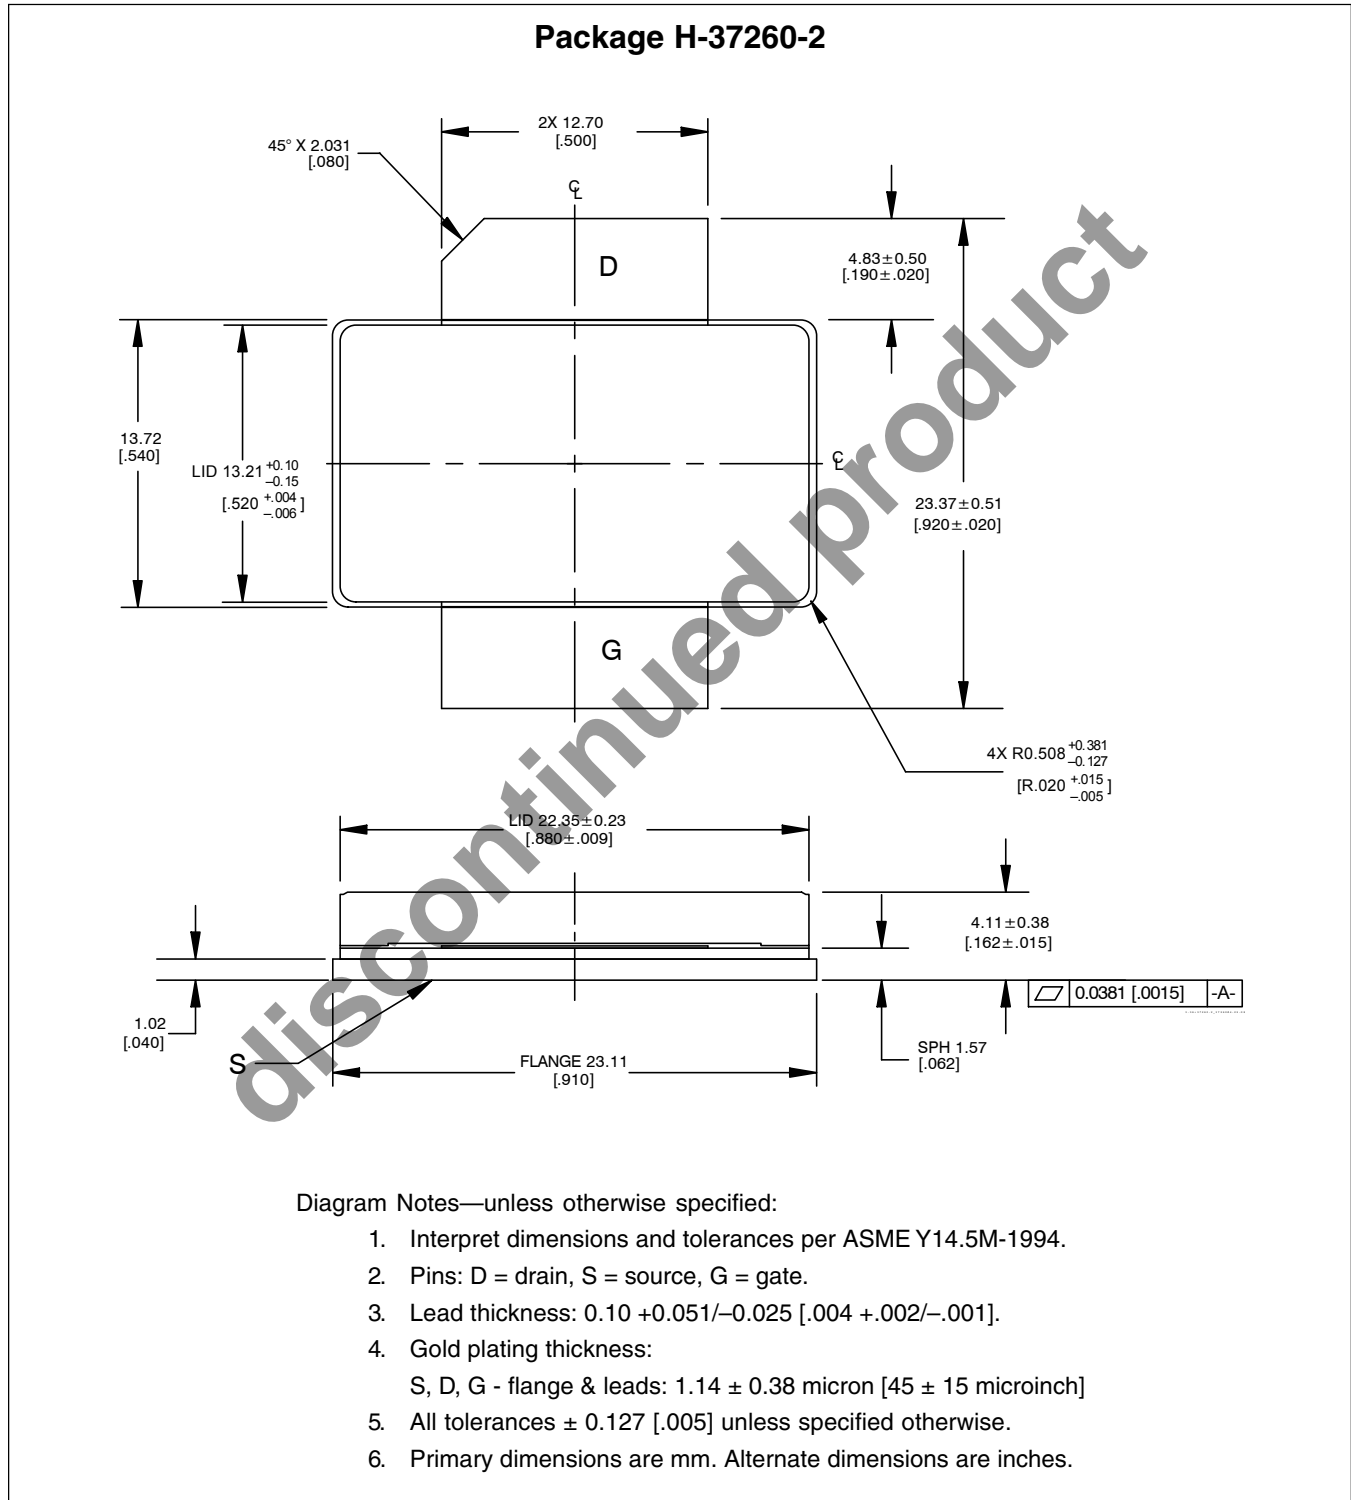 Package H-37260-2
2X 12.70
[.500]
45° X 2.031
[.080]
C
L
D
4.83±0.50
[.190±.020]
13.72
[.540]
LID 13.21 +0.10
–0.15
[.520 +.004
–.006 ]
C
L
23.37±0.51
[.920±.020]
G
4X R0.508 +0.381
–0.127
[R.020 +.015
–.005 ]
LID 22.35±0.23
[.880±.009]
4.11±0.38
[.162±.015]
0.0381 [.0015] -A-
1.02
[.040]
S
FLANGE 23.11
[.910]
SPH 1.57
[.062]
discontinued product
Diagram Notes—unless otherwise specified:
1. Interpret dimensions and tolerances per ASME Y14.5M-1994.
2. Pins: D = drain, S = source, G = gate.
3. Lead thickness: 0.10 +0.051/–0.025 [.004 +.002/–.001].
4. Gold plating thickness:
S, D, G - flange & leads: 1.14 ± 0.38 micron [45 ± 15 microinch]
5. All tolerances ± 0.127 [.005] unless specified otherwise.
6. Primary dimensions are mm. Alternate dimensions are inches.